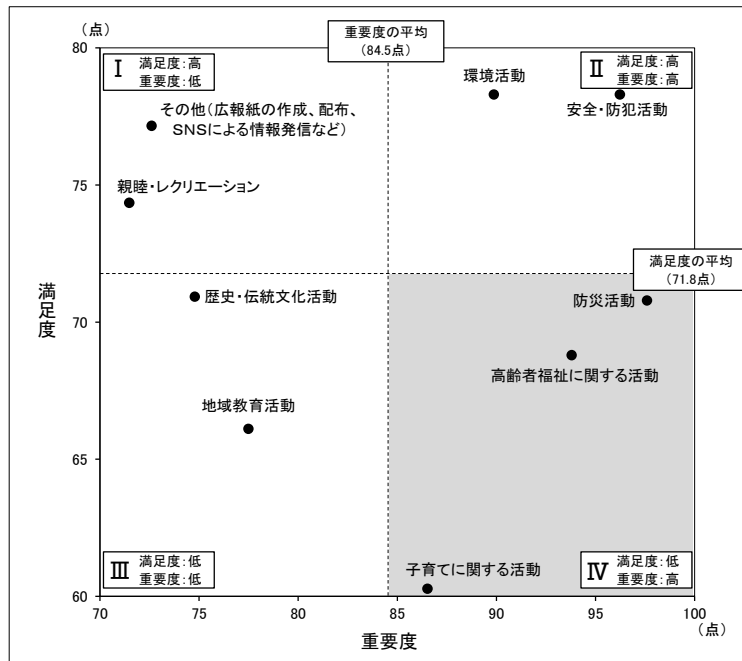 (点)
重要度の平均
(84.5点)
80
Ⅰ
満足度:高
重要度:低
環境活動
Ⅱ
満足度:高
重要度:高
その他(広報紙の作成、配布、
SNSによる情報発信など)
安全・防犯活動
75
親睦・レクリエーション
満足度の平均
(71.8点)
歴史・伝統文化活動
防災活動
満足度
70
高齢者福祉に関する活動
地域教育活動
65
Ⅲ
満足度:低
重要度:低
子育てに関する活動
Ⅳ
満足度:低
重要度:高
60
70
75
80
85
90
95
100
(点)
重要度